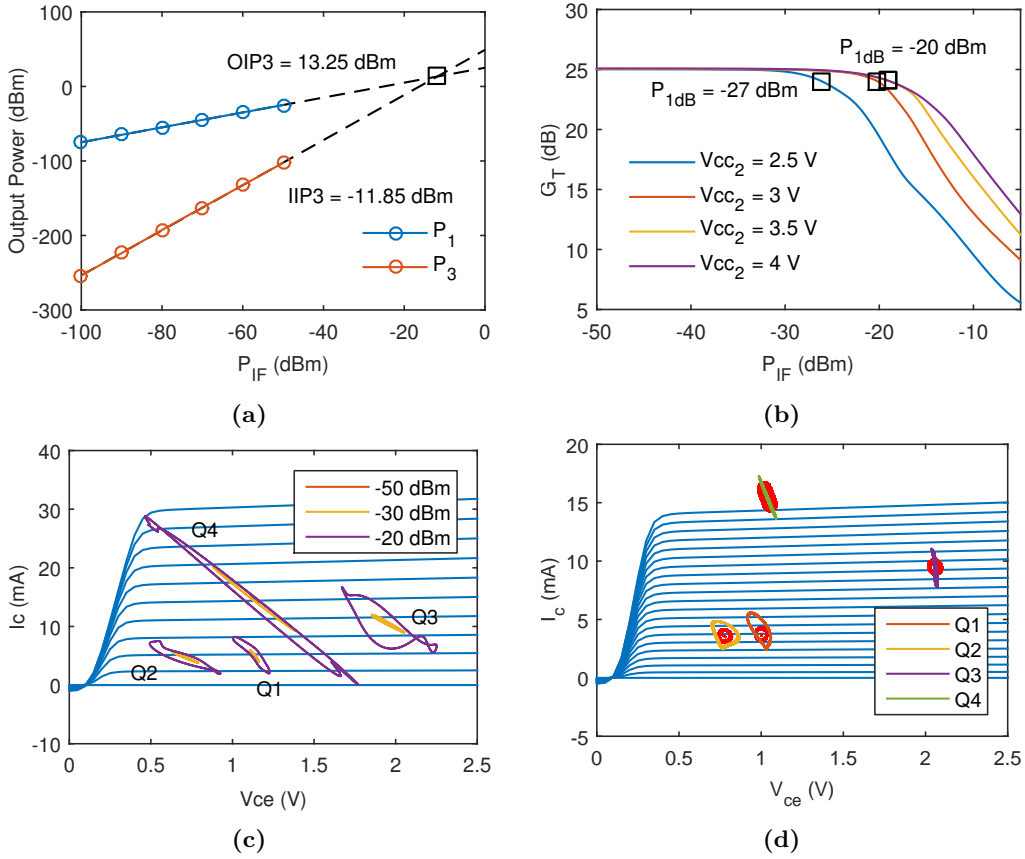 100
0
-100
-200
-300
Output Power (dBm)
OIP3 = 13.25 dBm
IIP3 = -11.85 dBm
P1
P3
-100
-80
-60
-40
-20
0
PIF (dBm)
(a)
30
25
20
15
10
5
GT (dB)
P1dB = -20 dBm
P1dB = -27 dBm
Vcc2 = 2.5 V
Vcc2 = 3 V
Vcc2 = 3.5 V
Vcc2 = 4 V
-50
-40
-30
-20
-10
PIF (dBm)
(b)
40
30
20
10
0
-10
Ic (mA)
-50 dBm
-30 dBm
-20 dBm
Q4
Q3
Q2
Q1
0
0.5
1
1.5
2
2.5
Vce (V)
(c)
20
15
10
5
0
-5
Ic (mA)
Q1
Q2
Q3
Q4
0
0.5
1
1.5
2
2.5
Vce (V)
(d)